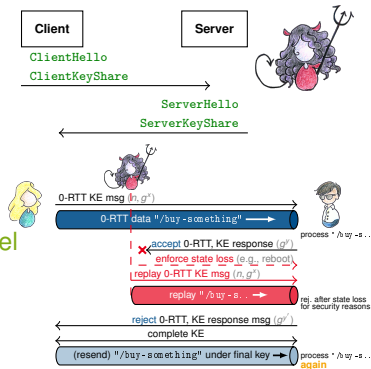 Client Server
ClientHello
ClientKeyShare
ServerHello
ServerKeyShare
0-RTT KE msg (n, g^x)
el
0-RTT data "/buy-something"
process "/buy-s..
accept 0-RTT, KE response (g^y)
enforce state loss (e.g., reboot)
replay 0-RTT KE msg (n, g^x)
replay "/buy-s..
rej. after state loss
for security reasons
reject 0-RTT, KE response msg (g^y')
complete KE
(resend) "/buy-something" under final key
process "/buy-s..
again